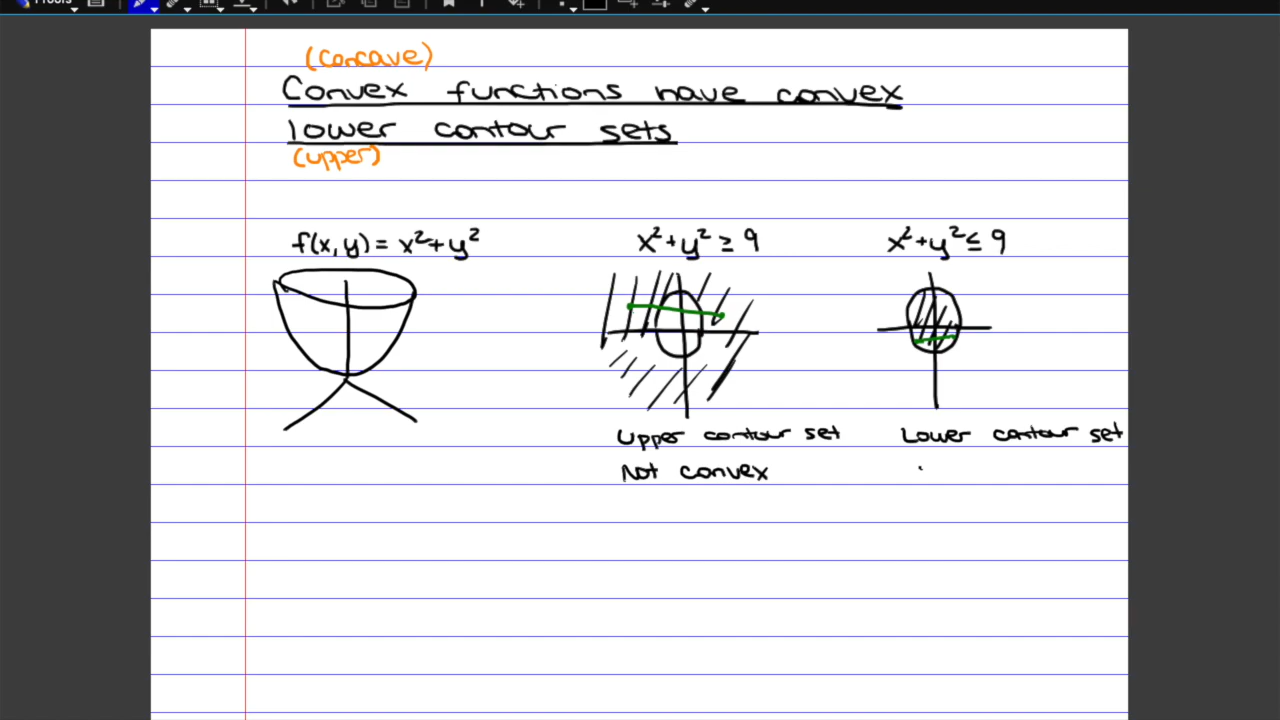 Proofs
(concave)
Convex functions have convex
lower contour sets
(upper)
f(x,y) = x²+y²
x²+y² ≥ 9
x²+y² ≤ 9
Upper contour set
Lower contour set
Not convex